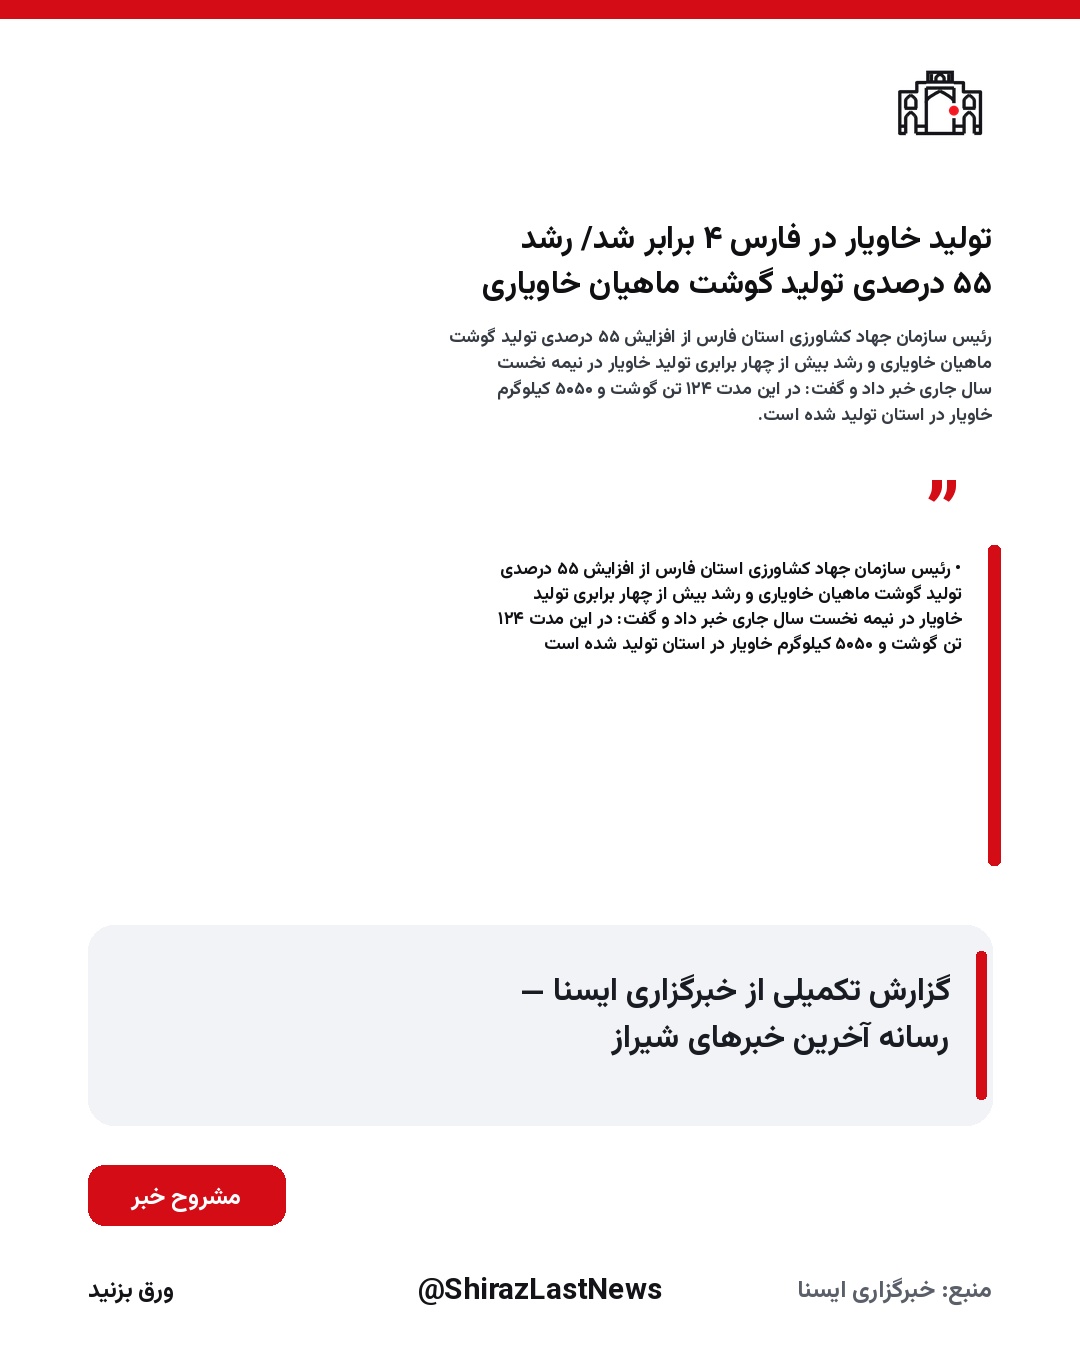 تولید خاویار در فارس ۴ برابر شد/ رشد
۵۵ درصدی تولید گوشت ماهیان خاویاری
رئیس سازمان جهاد کشاورزی استان فارس از افزایش ۵۵ درصدی تولید گوشت
ماهیان خاویاری و رشد بیش از چهار برابری تولید خاویار در نیمه نخست
سال جاری خبر داد و گفت: در این مدت ۱۲۴ تن گوشت و ۵۰۵۰ کیلوگرم
خاویار در استان تولید شده است.
”
• رئیس سازمان جهاد کشاورزی استان فارس از افزایش ۵۵ درصدی
تولید گوشت ماهیان خاویاری و رشد بیش از چهار برابری تولید
خاویار در نیمه نخست سال جاری خبر داد و گفت: در این مدت ۱۲۴
تن گوشت و ۵۰۵۰ کیلوگرم خاویار در استان تولید شده است
گزارش تکمیلی از خبرگزاری ایسنا —
رسانه آخرین خبرهای شیراز
مشروح خبر
منبع: خبرگزاری ایسنا
@ShirazLastNews
ورق بزنید